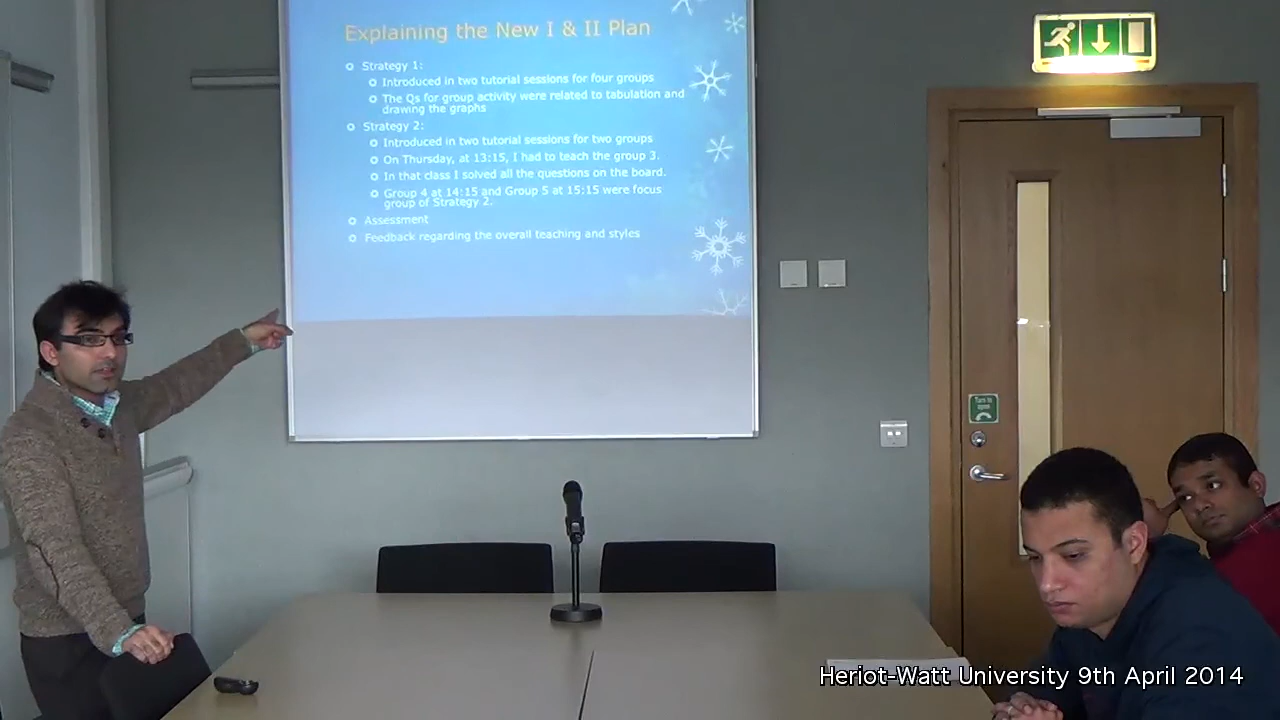 Explaining the New I & II Plan
Strategy 1:
Introduced in two tutorial sessions for four groups
The Qs for group activity were related to tabulation and
drawing the graphs
Strategy 2:
Introduced in two tutorial sessions for two groups
On Thursday, at 13:15, I had to teach the group 3.
In that class I solved all the questions on the board.
Group 4 at 14:15 and Group 5 at 15:15 were focus
group of Strategy 2.
Assessment
Feedback regarding the overall teaching and styles
Turn to
open
Heriot-Watt University 9th April 2014